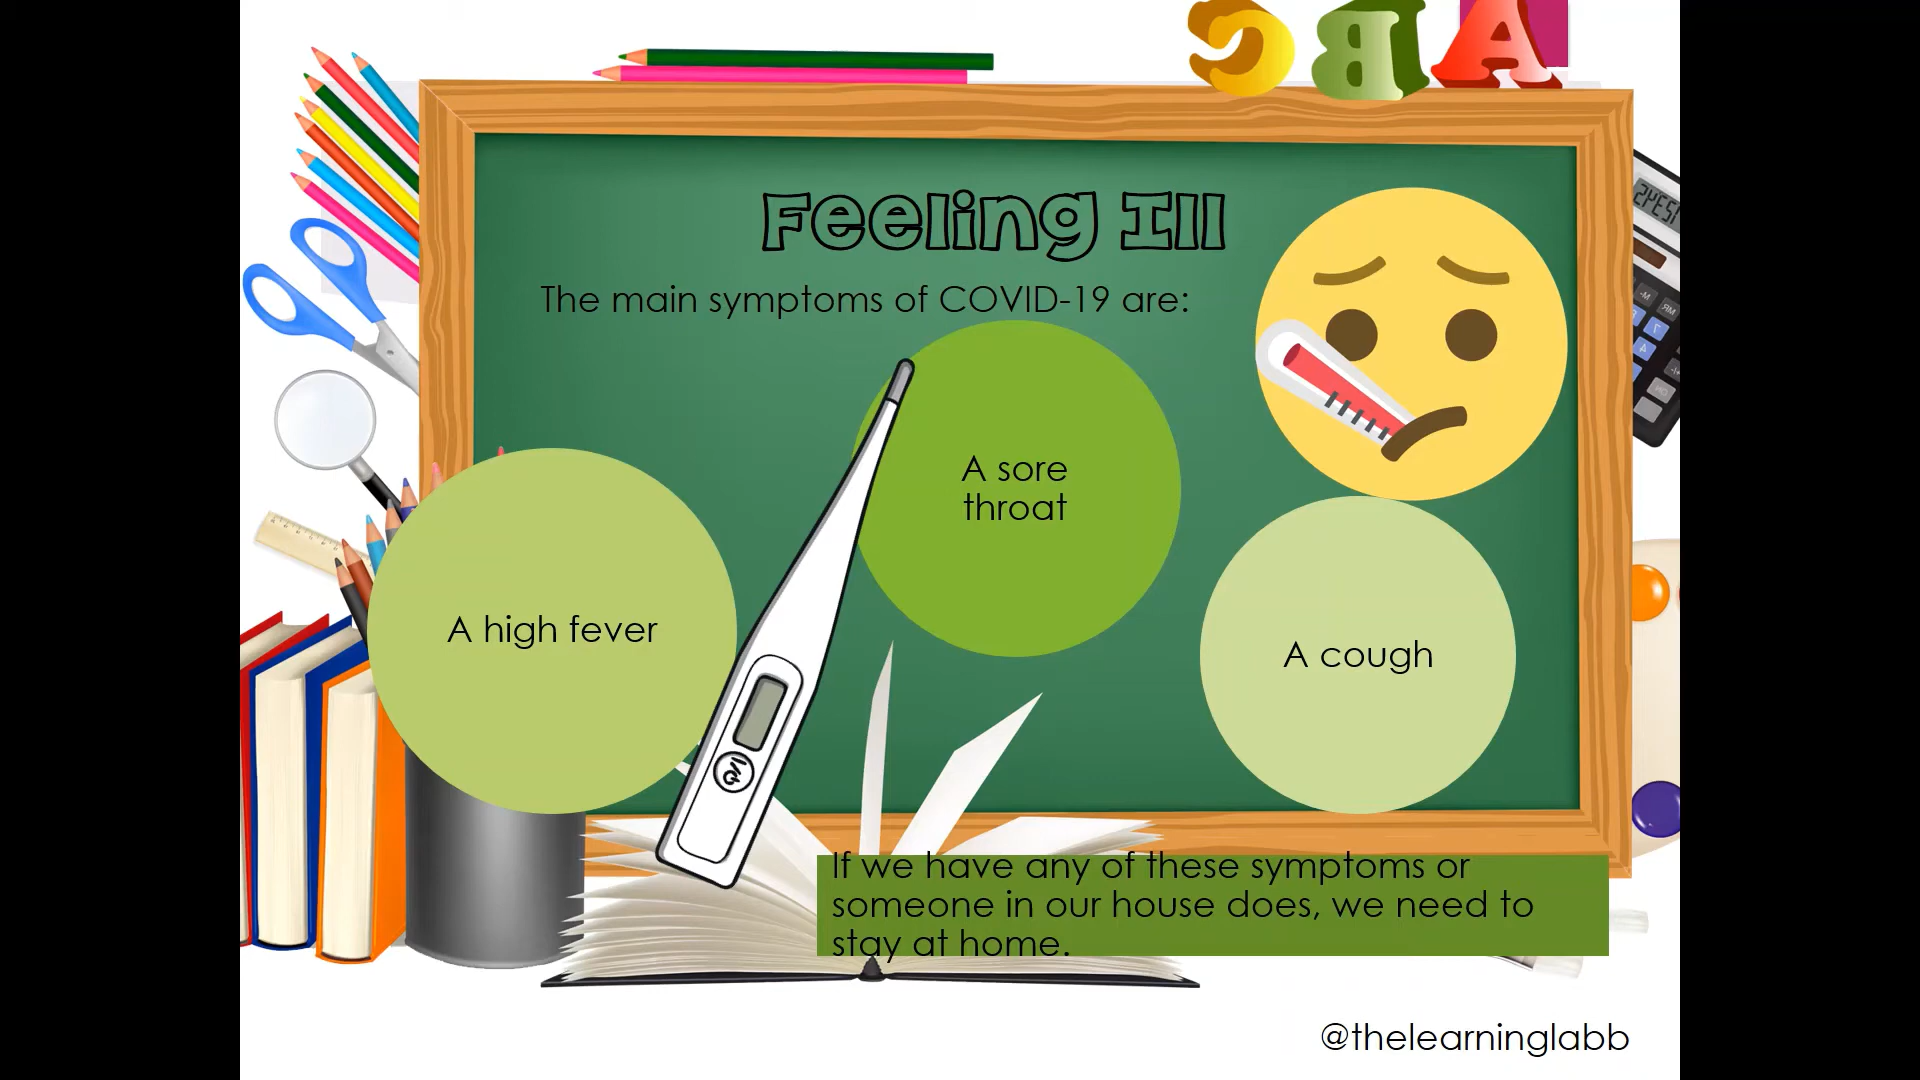 C B A
Feeling Ill
The main symptoms of COVID-19 are:
A sore
throat
A high fever
A cough
If we have any of these symptoms or
someone in our house does, we need to
stay at home.
@thelearninglabb